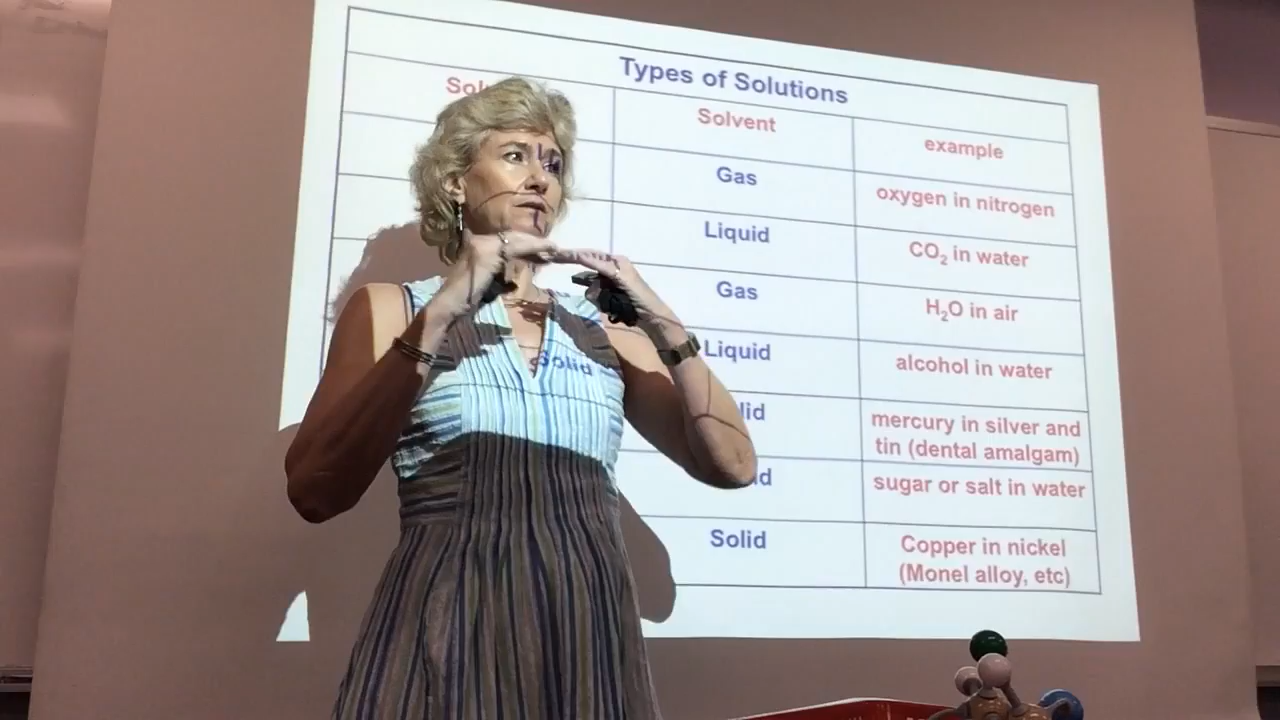 Types of Solutions
Solvent
example
Gas
oxygen in nitrogen
Liquid
CO₂ in water
Gas
H₂O in air
Solid
Liquid
alcohol in water
mercury in silver and
tin (dental amalgam)
sugar or salt in water
Solid
Copper in nickel
(Monel alloy, etc)